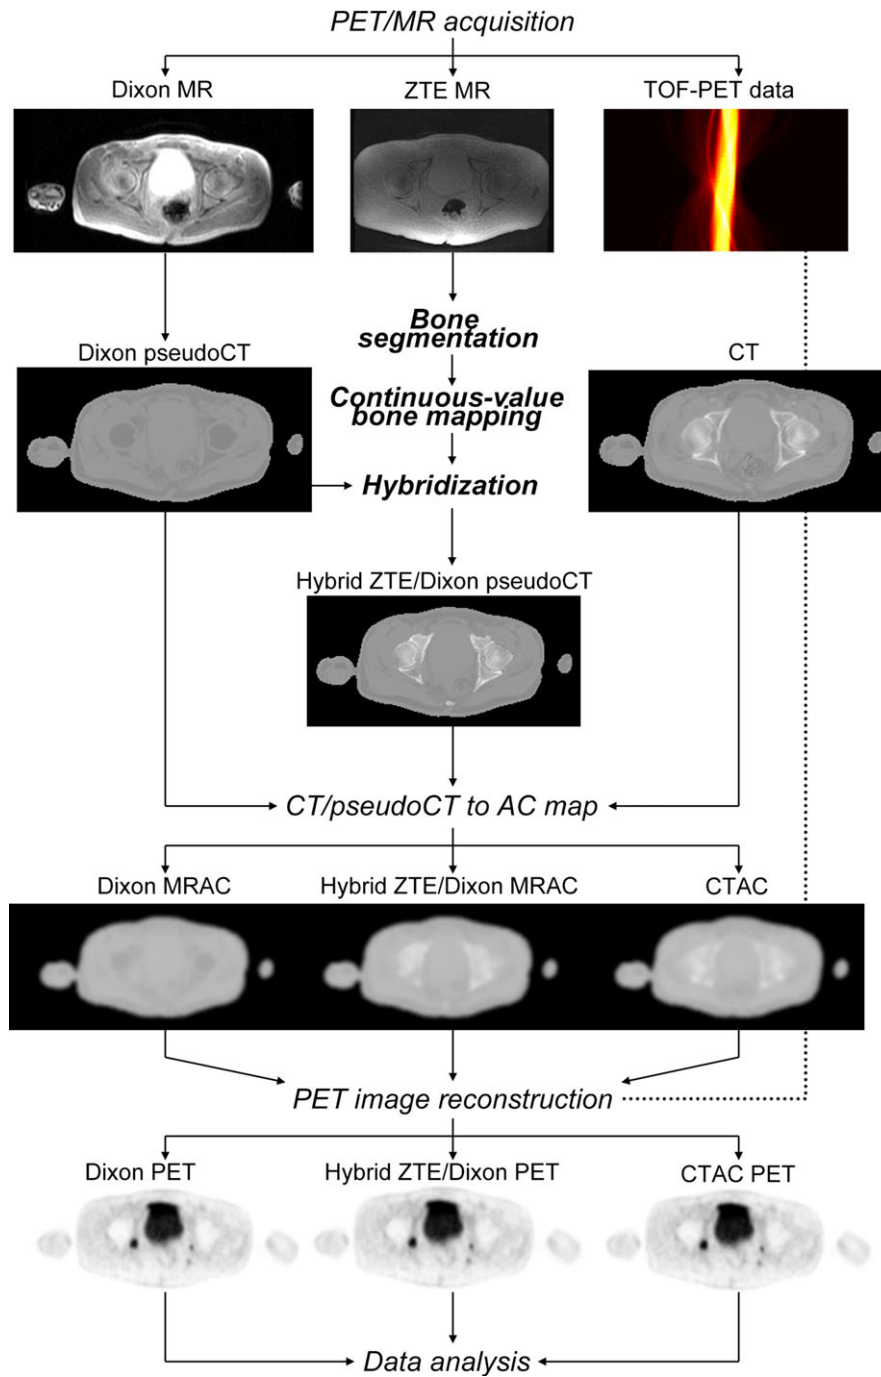 PET/MR acquisition
Dixon MR
ZTE MR
TOF-PET data
Bone
segmentation
Dixon pseudoCT
CT
Continuous-value
bone mapping
Hybridization
Hybrid ZTE/Dixon pseudoCT
CT/pseudoCT to AC map
Dixon MRAC
Hybrid ZTE/Dixon MRAC
CTAC
PET image reconstruction
Dixon PET
Hybrid ZTE/Dixon PET
CTAC PET
Data analysis